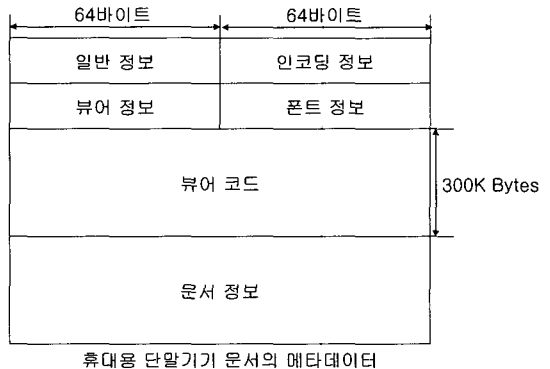 64바이트 64바이트
일반 정보 인코딩 정보
뷰어 정보 폰트 정보
뷰어 코드
300K Bytes
문서 정보
휴대용 단말기기 문서의 메타데이터